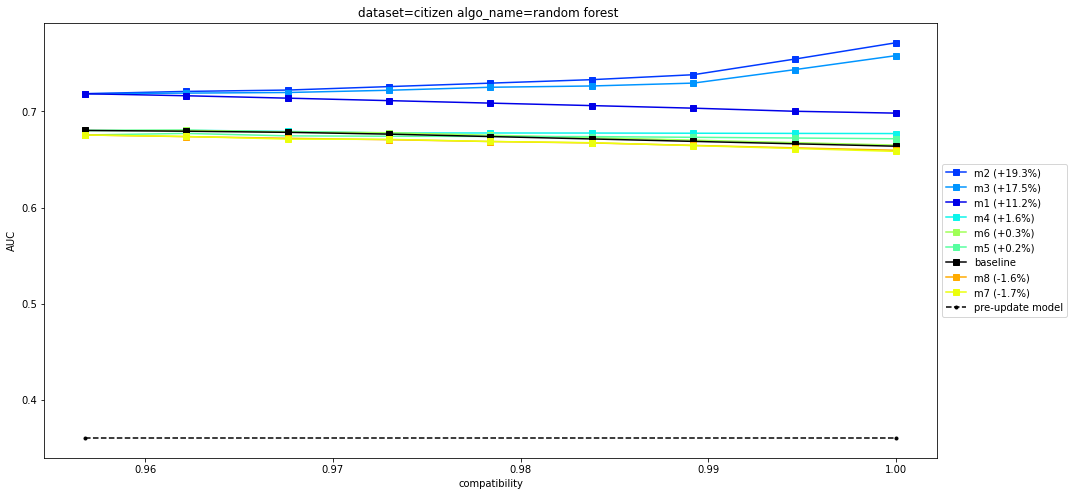 dataset=citizen algo_name=random forest
AUC
0.7
0.6
0.5
0.4
0.96
0.97
0.98
0.99
1.00
compatibility
m2 (+19.3%)
m3 (+17.5%)
m1 (+11.2%)
m4 (+1.6%)
m6 (+0.3%)
m5 (+0.2%)
baseline
m8 (-1.6%)
m7 (-1.7%)
pre-update model